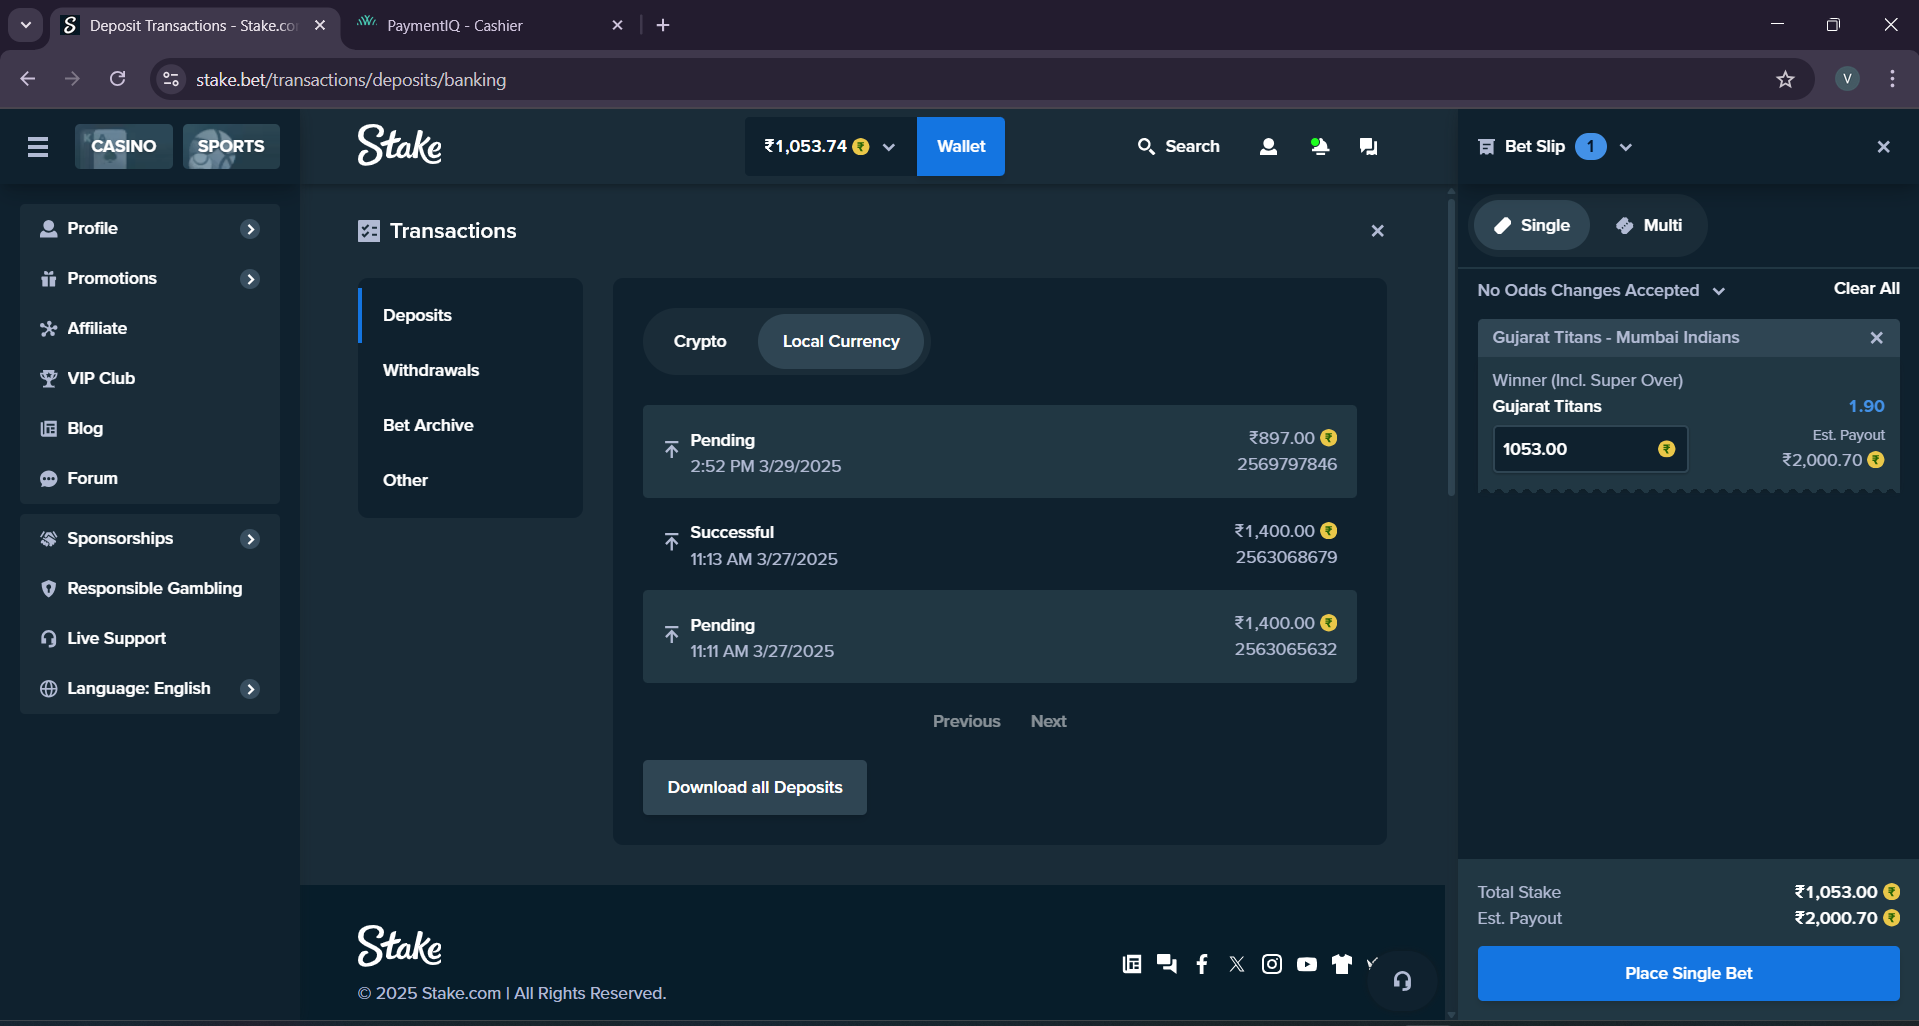 Deposit Transactions - Stake.co
PaymentIQ - Cashier
stake.bet/transactions/deposits/banking
V
CASINO
SPORTS
Stake
₹1,053.74
Wallet
Search
Bet Slip 1
Profile
Promotions
Affiliate
VIP Club
Blog
Forum
Sponsorships
Responsible Gambling
Live Support
Language: English
Transactions
Deposits
Withdrawals
Bet Archive
Other
Crypto
Local Currency
Pending
₹897.00
2:52 PM 3/29/2025
2569797846
Successful
₹1,400.00
11:13 AM 3/27/2025
2563068679
Pending
₹1,400.00
11:11 AM 3/27/2025
2563065632
Previous
Next
Download all Deposits
Single
Multi
No Odds Changes Accepted
Clear All
Gujarat Titans - Mumbai Indians
Winner (Incl. Super Over)
Gujarat Titans
1.90
1053.00
Est. Payout
₹2,000.70
Total Stake
₹1,053.00
Est. Payout
₹2,000.70
Place Single Bet
Stake
© 2025 Stake.com | All Rights Reserved.